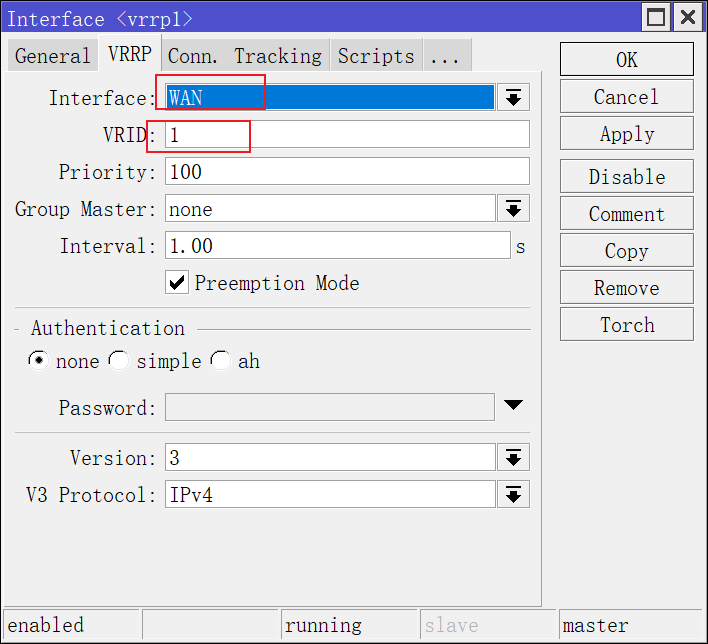 Interface <vrrp1>
General VRRP Conn. Tracking Scripts ...
Interface: WAN
VRID: 1
Priority: 100
Group Master: none
Interval: 1.00 s
Preemption Mode
Authentication
none simple ah
Password:
Version: 3
V3 Protocol: IPv4
OK
Cancel
Apply
Disable
Comment
Copy
Remove
Torch
enabled running slave master